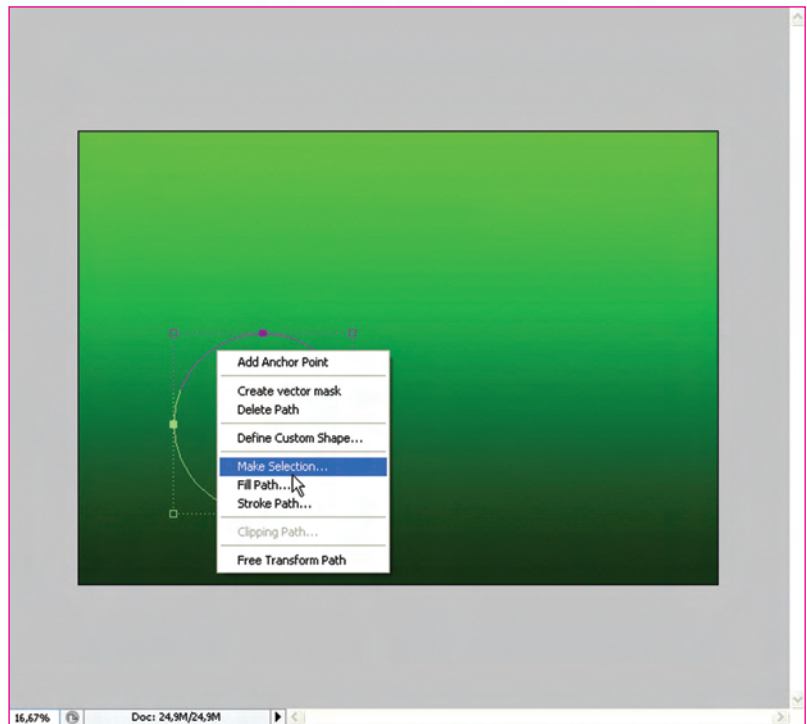 Add Anchor Point
Create vector mask
Delete Path
Define Custom Shape...
Make Selection...
Fill Path...
Stroke Path...
Clipping Path...
Free Transform Path
16,67% Doc: 24,9M/24,9M